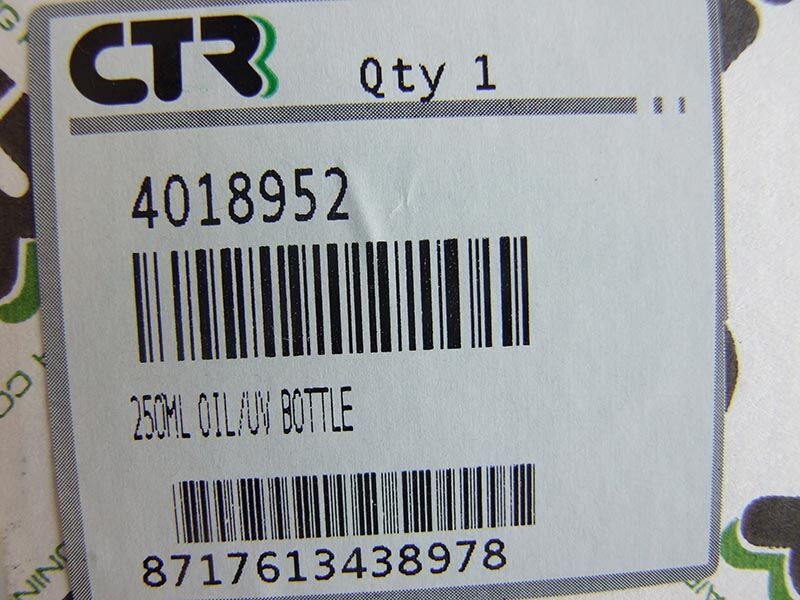 CTR
Qty 1
4018952
250ML OIL/UV BOTTLE
8717613438978